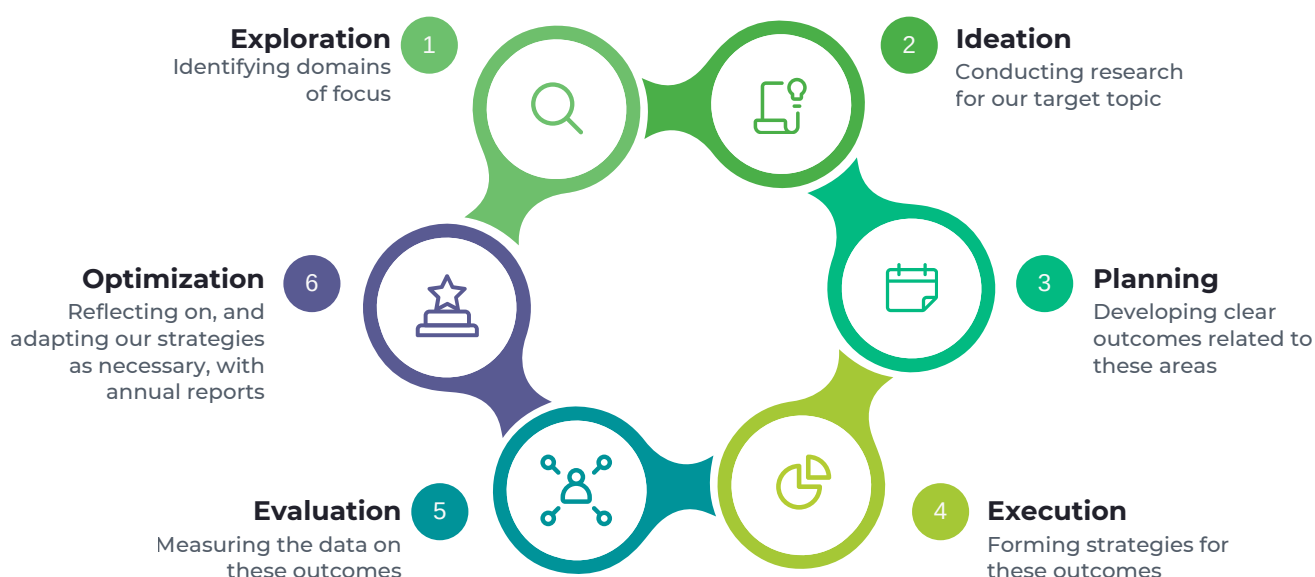 Exploration
1
Identifying domains
of focus
2
Ideation
Conducting research
for our target topic
3
Planning
Developing clear
outcomes related to
these areas
4
Execution
Forming strategies for
these outcomes
5
Evaluation
Measuring the data on
these outcomes
6
Optimization
Reflecting on, and
adapting our strategies
as necessary, with
annual reports